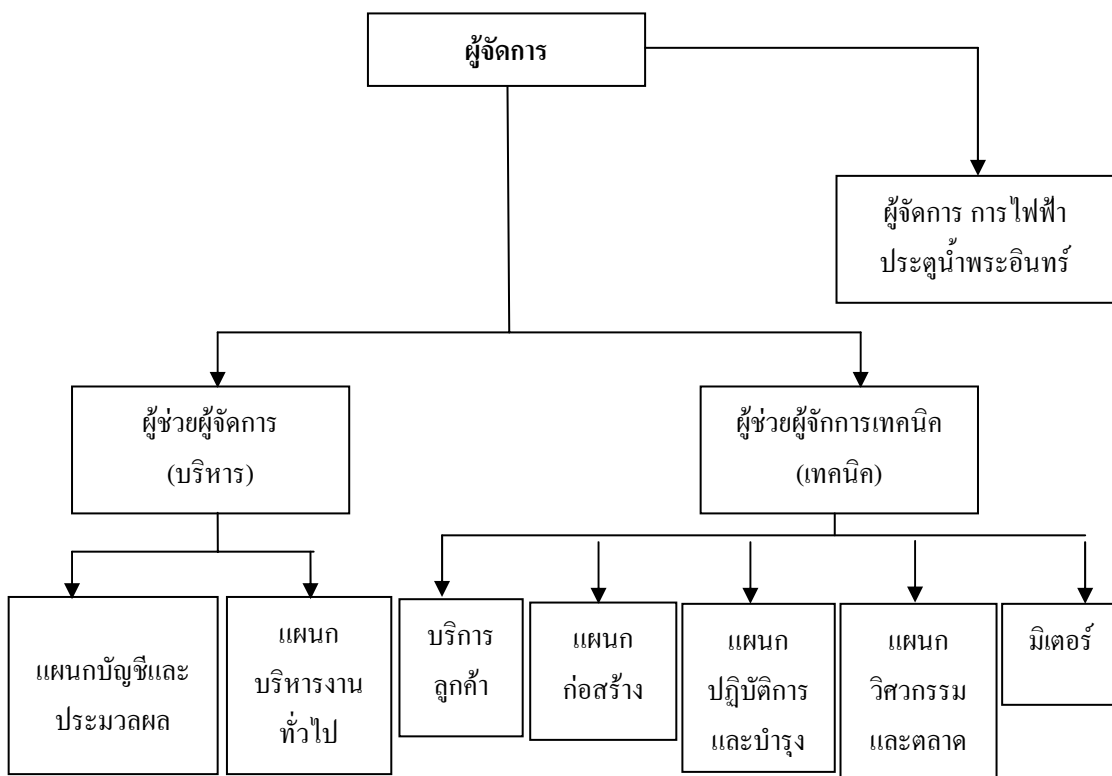 ผู้จัดการ
ผู้จัดการ การไฟฟ้า
ประตูน้ำพระอินทร์
ผู้ช่วยผู้จัดการ
(บริหาร)
ผู้ช่วยผู้จักการเทคนิค
(เทคนิค)
แผนกบัญชีและ
ประมวลผล
แผนก
บริหารงาน
ทั่วไป
บริการ
ลูกค้า
แผนก
ก่อสร้าง
แผนก
ปฏิบัติการ
และบำรุง
แผนก
วิศวกรรม
และตลาด
มิเตอร์